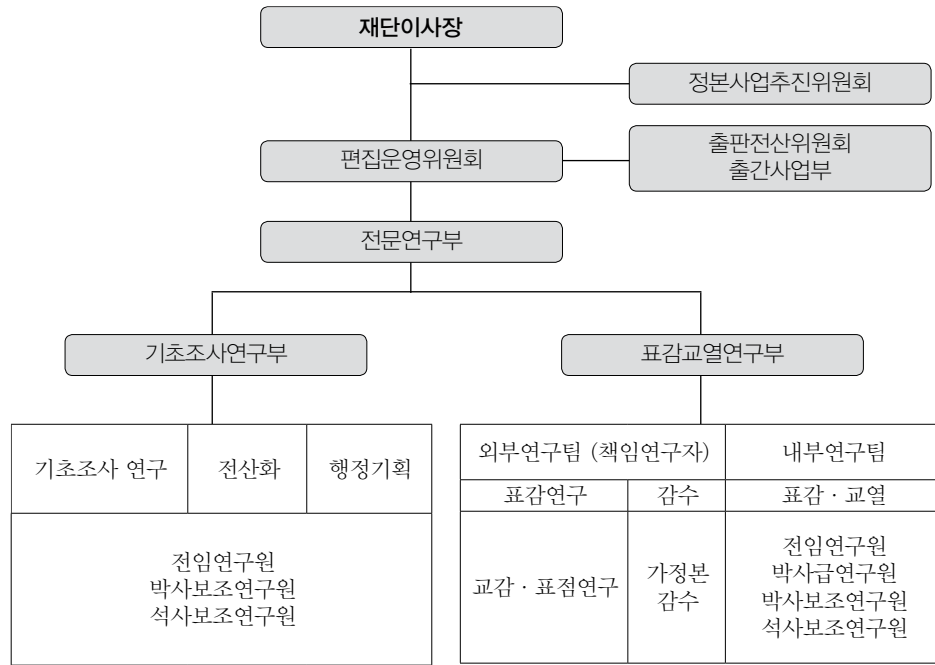 재단이사장
정본사업추진위원회
편집운영위원회
출판전산위원회
출간사업부
전문연구부
기초조사연구부
표감교열연구부
기초조사 연구
전산화
행정기획
전임연구원
박사보조연구원
석사보조연구원
외부연구팀 (책임연구자)
내부연구팀
표감연구
감수
표감 · 교열
교감 · 표점연구
가정본
감수
전임연구원
박사급연구원
박사보조연구원
석사보조연구원